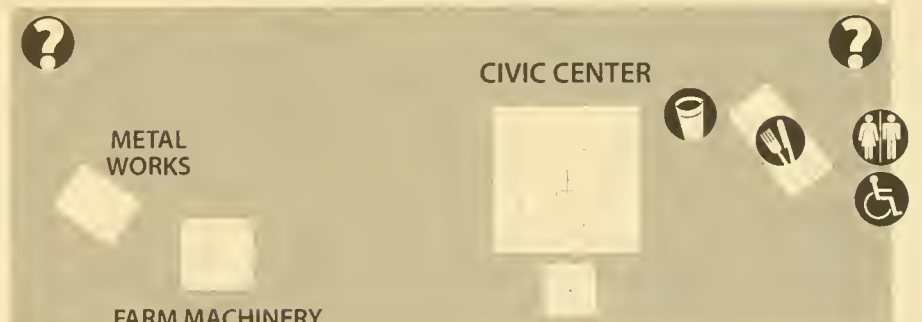 ?
?
CIVIC CENTER
METAL
WORKS
FARM MACHINERY